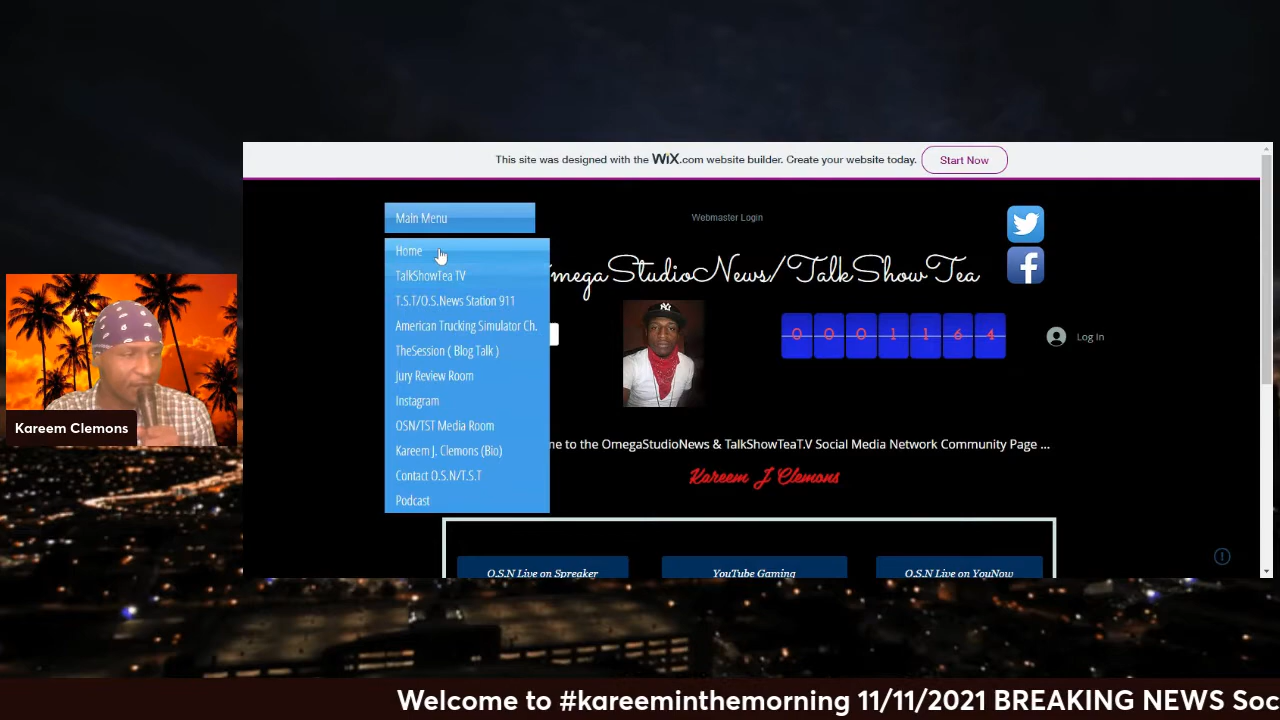 This site was designed with the WiX.com website builder. Create your website today. Start Now
Main Menu
Webmaster Login
Home
TalkShowTea TV
T.S.T/O.S.News Station 911
American Trucking Simulator Ch.
TheSession ( Blog Talk )
Jury Review Room
Instagram
OSN/TST Media Room
Kareem J. Clemons (Bio)
Contact O.S.N/T.S.T
Podcast
OmegaStudioNews/TalkShowTea
0 0 0 1 1 6 4
Log In
to the OmegaStudioNews & TalkShowTeaT.V Social Media Network Community Page ...
Kareem J Clemons
O.S.N Live on Spreaker
YouTube Gaming
O.S.N Live on YouNow
Kareem Clemons
Welcome to #kareeminthemorning 11/11/2021 BREAKING NEWS Soc